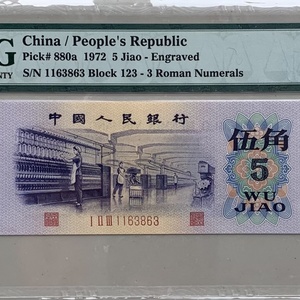 G
NTY
China / People's Republic
Pick# 880a 1972 5 Jiao - Engraved
S/N 1163863 Block 123 - 3 Roman Numerals
中國人民銀行
伍角
5
WU
JIAO
I II III 1163863